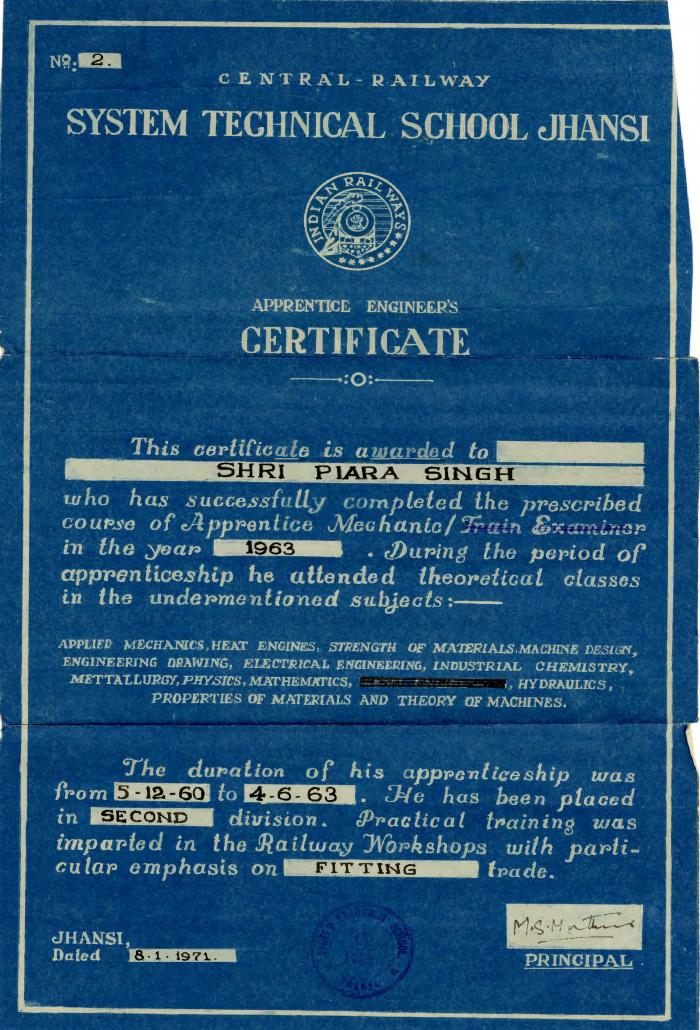 No: 2.
CENTRAL-RAILWAY
SYSTEM TECHNICAL SCHOOL JHANSI
INDIAN RAILWAYS
APPRENTICE ENGINEER'S
CERTIFICATE
This certificate is awarded to
SHRI PIARA SINGH
who has successfully completed the prescribed
course of Apprentice Mechanic/Train Examiner
in the year 1963 . During the period of
apprenticeship he attended theoretical classes
in the undermentioned subjects:—
APPLIED MECHANICS, HEAT ENGINES, STRENGTH OF MATERIALS, MACHINE DESIGN,
ENGINEERING DRAWING, ELECTRICAL ENGINEERING, INDUSTRIAL CHEMISTRY,
METTALLURGY, PHYSICS, MATHEMATICS, , HYDRAULICS,
PROPERTIES OF MATERIALS AND THEORY OF MACHINES.
The duration of his apprenticeship was
from 5-12-60 to 4-6-63 . He has been placed
in SECOND division. Practical training was
imparted in the Railway Workshops with parti-
cular emphasis on FITTING trade.
JHANSI,
Dated 8.1.1971.
M.S.
PRINCIPAL